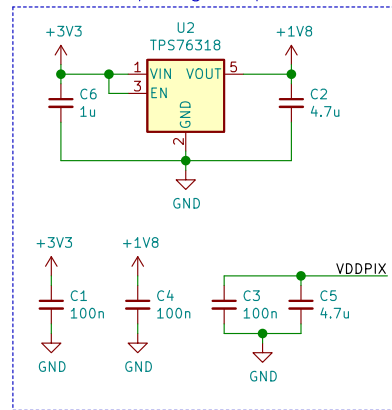 U2
+3V3
TPS76318
+1V8
1
VIN
VOUT
5
3
EN
C6
1u
GND
2
C2
4.7u
GND
+3V3
+1V8
VDDPIX
C1
100n
C4
100n
C3
100n
C5
4.7u
GND
GND
GND